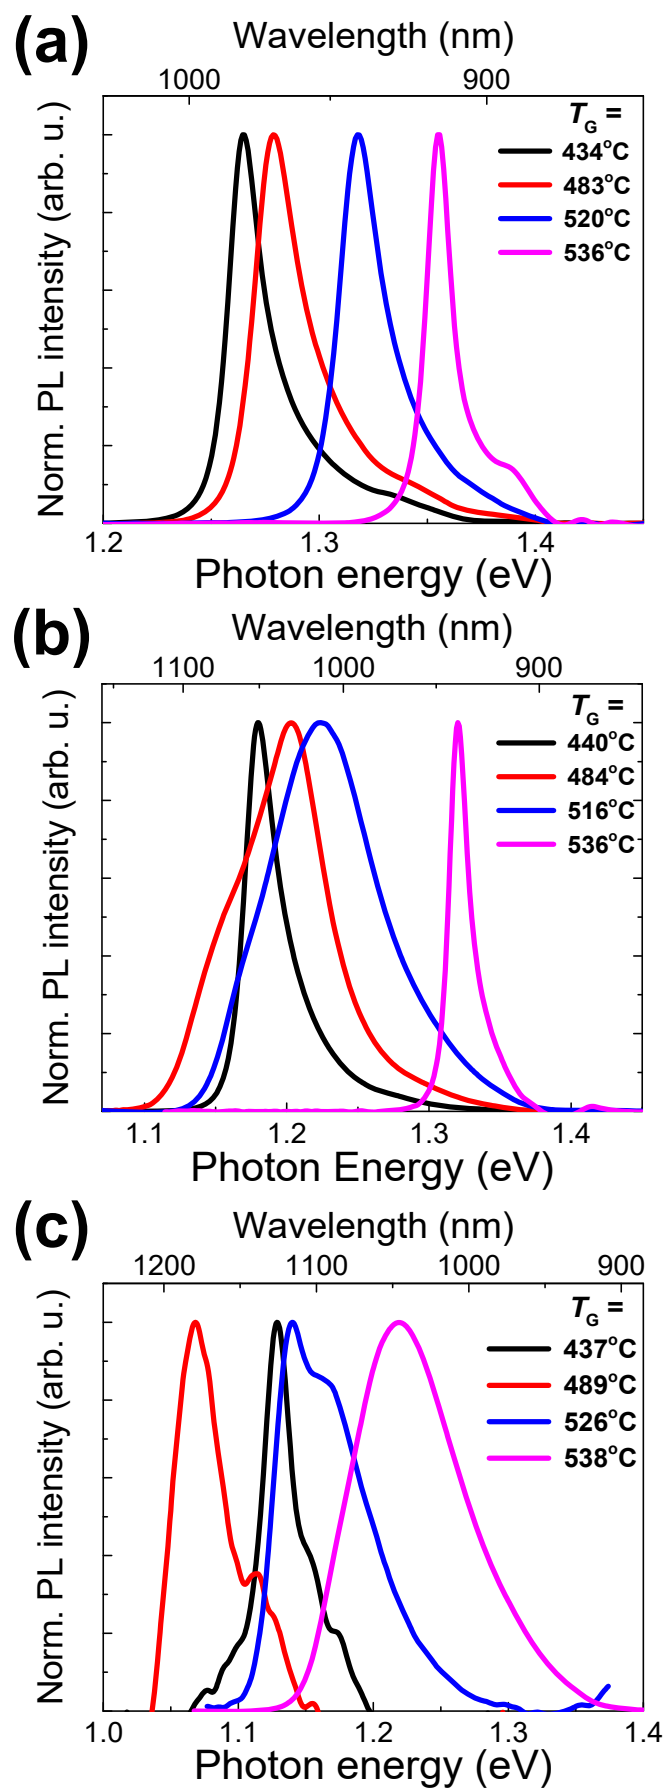 (a)
Wavelength (nm)
1000 900
Norm. PL intensity (arb. u.)
T_G =
434°C
483°C
520°C
536°C
1.2 1.3 1.4
Photon energy (eV)
(b)
Wavelength (nm)
1100 1000 900
Norm. PL intensity (arb. u.)
T_G =
440°C
484°C
516°C
536°C
1.1 1.2 1.3 1.4
Photon Energy (eV)
(c)
Wavelength (nm)
1200 1100 1000 900
Norm. PL intensity (arb. u.)
T_G =
437°C
489°C
526°C
538°C
1.0 1.1 1.2 1.3 1.4
Photon energy (eV)